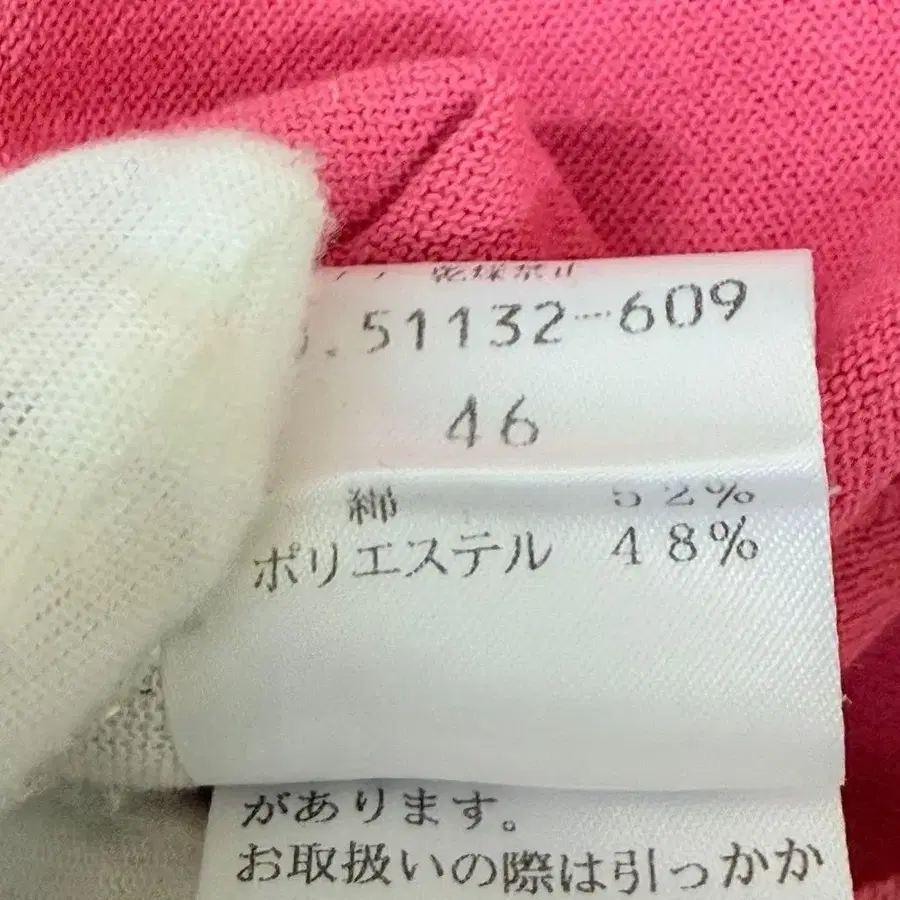 .51132-609
46
綿 52%
ポリエステル 48%
があります。
お取扱いの際は引っかか